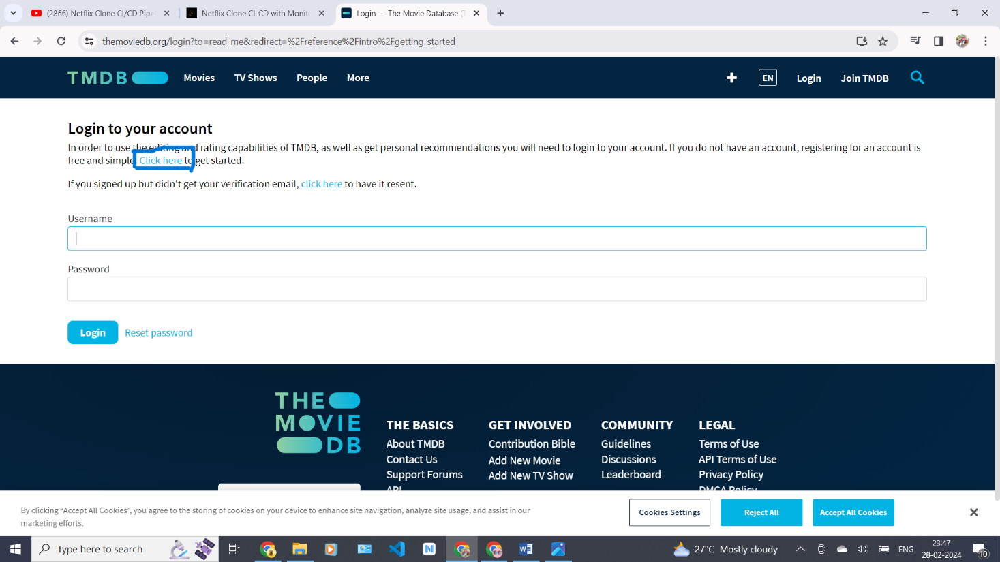 (2866) Netflix Clone CI/CD Pipel
Netflix Clone CI-CD with Monito
Login — The Movie Database (T
themoviedb.org/login?to=read_me&redirect=%2Freference%2Fintro%2Fgetting-started
TMDB
Movies
TV Shows
People
More
EN
Login
Join TMDB
Login to your account
In order to use the editing and rating capabilities of TMDB, as well as get personal recommendations you will need to login to your account. If you do not have an account, registering for an account is
free and simple. Click here to get started.
If you signed up but didn't get your verification email, click here to have it resent.
Username
Password
Login
Reset password
THE
MOVIE
DB
THE BASICS
About TMDB
Contact Us
Support Forums
API
GET INVOLVED
Contribution Bible
Add New Movie
Add New TV Show
COMMUNITY
Guidelines
Discussions
Leaderboard
LEGAL
Terms of Use
API Terms of Use
Privacy Policy
DMCA Policy
By clicking “Accept All Cookies”, you agree to the storing of cookies on your device to enhance site navigation, analyze site usage, and assist in our
marketing efforts.
Cookies Settings
Reject All
Accept All Cookies
Type here to search
27°C Mostly cloudy
ENG
23:47
28-02-2024
10